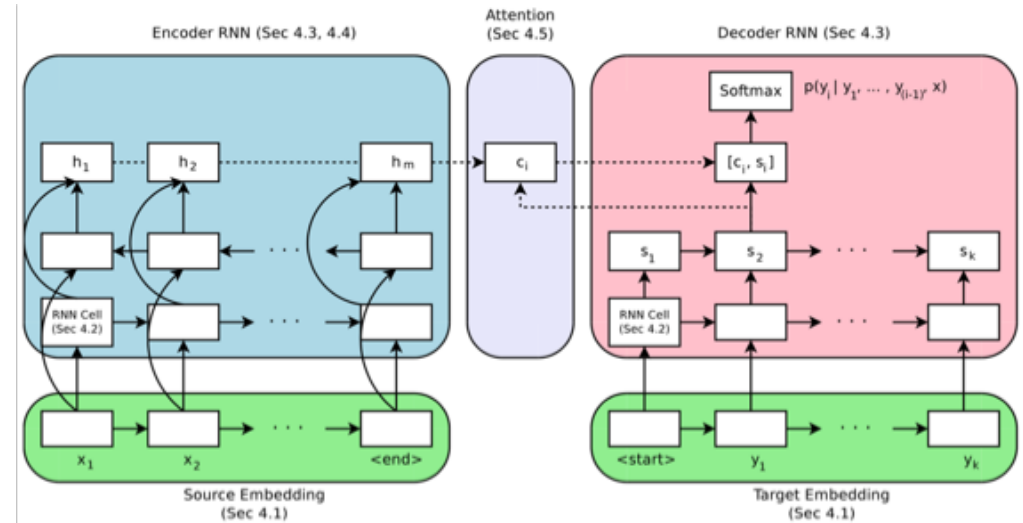 Attention
(Sec 4.5)
Encoder RNN (Sec 4.3, 4.4)
Decoder RNN (Sec 4.3)
Softmax
p(y_i | y_1, ... , y_(i-1), x)
h_1
h_2
h_m
c_i
[c_i, s_i]
. . .
s_1
s_2
. . .
s_k
RNN Cell
(Sec 4.2)
. . .
RNN Cell
(Sec 4.2)
. . .
. . .
. . .
x_1
x_2
<end>
<start>
y_1
y_k
Source Embedding
(Sec 4.1)
Target Embedding
(Sec 4.1)